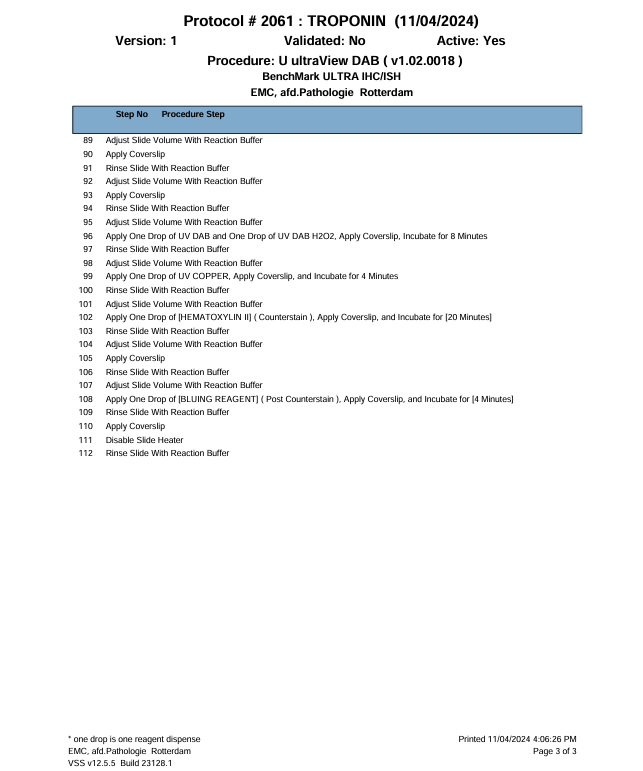 Protocol # 2061 : TROPONIN (11/04/2024)
Version: 1 Validated: No Active: Yes
Procedure: U ultraView DAB ( v1.02.0018 )
BenchMark ULTRA IHC/ISH
EMC, afd.Pathologie Rotterdam
Step No Procedure Step
89 Adjust Slide Volume With Reaction Buffer
90 Apply Coverslip
91 Rinse Slide With Reaction Buffer
92 Adjust Slide Volume With Reaction Buffer
93 Apply Coverslip
94 Rinse Slide With Reaction Buffer
95 Adjust Slide Volume With Reaction Buffer
96 Apply One Drop of UV DAB and One Drop of UV DAB H2O2, Apply Coverslip, Incubate for 8 Minutes
97 Rinse Slide With Reaction Buffer
98 Adjust Slide Volume With Reaction Buffer
99 Apply One Drop of UV COPPER, Apply Coverslip, and Incubate for 4 Minutes
100 Rinse Slide With Reaction Buffer
101 Adjust Slide Volume With Reaction Buffer
102 Apply One Drop of [HEMATOXYLIN II] ( Counterstain ), Apply Coverslip, and Incubate for [20 Minutes]
103 Rinse Slide With Reaction Buffer
104 Adjust Slide Volume With Reaction Buffer
105 Apply Coverslip
106 Rinse Slide With Reaction Buffer
107 Adjust Slide Volume With Reaction Buffer
108 Apply One Drop of [BLUING REAGENT] ( Post Counterstain ), Apply Coverslip, and Incubate for [4 Minutes]
109 Rinse Slide With Reaction Buffer
110 Apply Coverslip
111 Disable Slide Heater
112 Rinse Slide With Reaction Buffer
* one drop is one reagent dispense Printed 11/04/2024 4:06:26 PM
EMC, afd.Pathologie Rotterdam Page 3 of 3
VSS v12.5.5 Build 23128.1